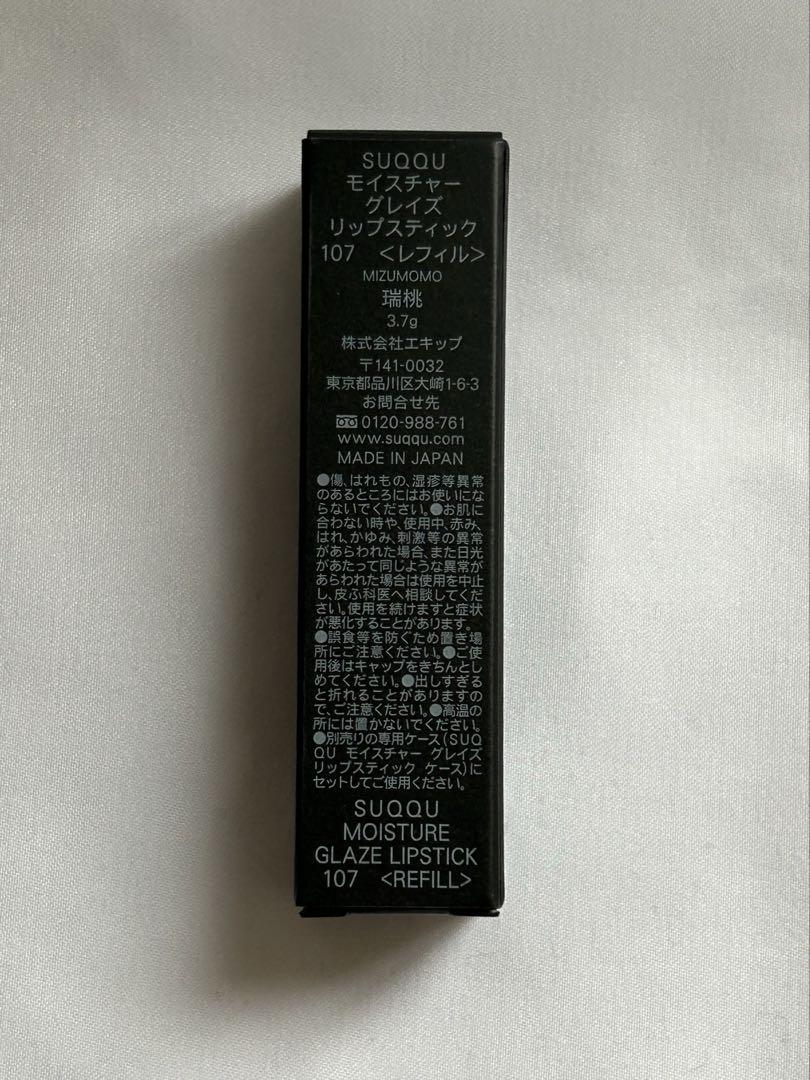 SUQQU
モイスチャー
グレイズ
リップスティック
107 <レフィル>
MIZUMOMO
瑞桃
3.7g
株式会社エキップ
〒141-0032
東京都品川区大崎1-6-3
お問合せ先
0120-988-761
www.suqqu.com
MADE IN JAPAN
●傷、はれもの、湿疹等異常
のあるところにはお使いにな
らないでください。●お肌に
合わない時や、使用中、赤み、
はれ、かゆみ、刺激等の異常
があらわれた場合、また日光
があたって同じような異常が
あらわれた場合は使用を中止
し、皮ふ科医へ相談してくだ
さい。使用を続けますと症状
が悪化することがあります。
●誤食等を防ぐため置き場
所にご注意ください。●ご使
用後はキャップをきちんとし
めてください。●出しすぎる
と折れることがありますの
で、ご注意ください。●高温の
所には置かないでください。
●別売りの専用ケース(SUQ
QU モイスチャー グレイズ
リップスティック ケース)に
セットしてご使用ください。
SUQQU
MOISTURE
GLAZE LIPSTICK
107 <REFILL>